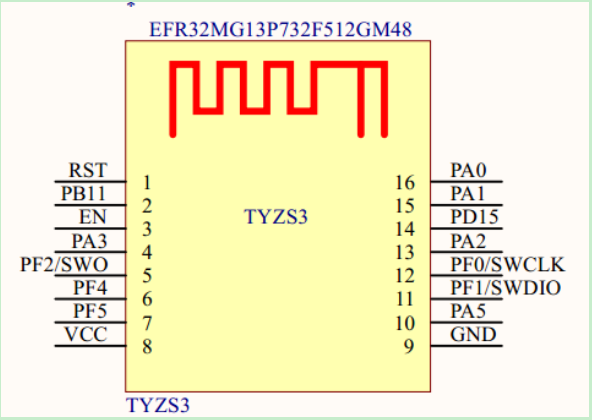 *
EFR32MG13P732F512GM48
RST 1 16 PA0
PB11 2 15 PA1
EN 3 TYZS3 14 PD15
PA3 4 13 PA2
PF2/SWO 5 12 PF0/SWCLK
PF4 6 11 PF1/SWDIO
PF5 7 10 PA5
VCC 8 9 GND
TYZS3